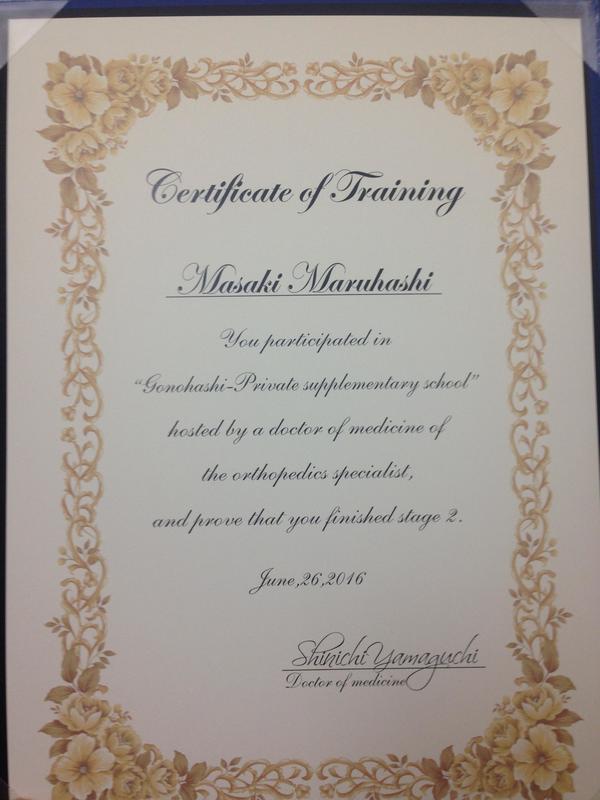 Certificate of Training
Masaki Maruhashi
You participated in
“Gonohashi-Private supplementary school”
hosted by a doctor of medicine of
the orthopedics specialist,
and prove that you finished stage 2.
June,26,2016
Shinichi Yamaguchi
Doctor of medicine